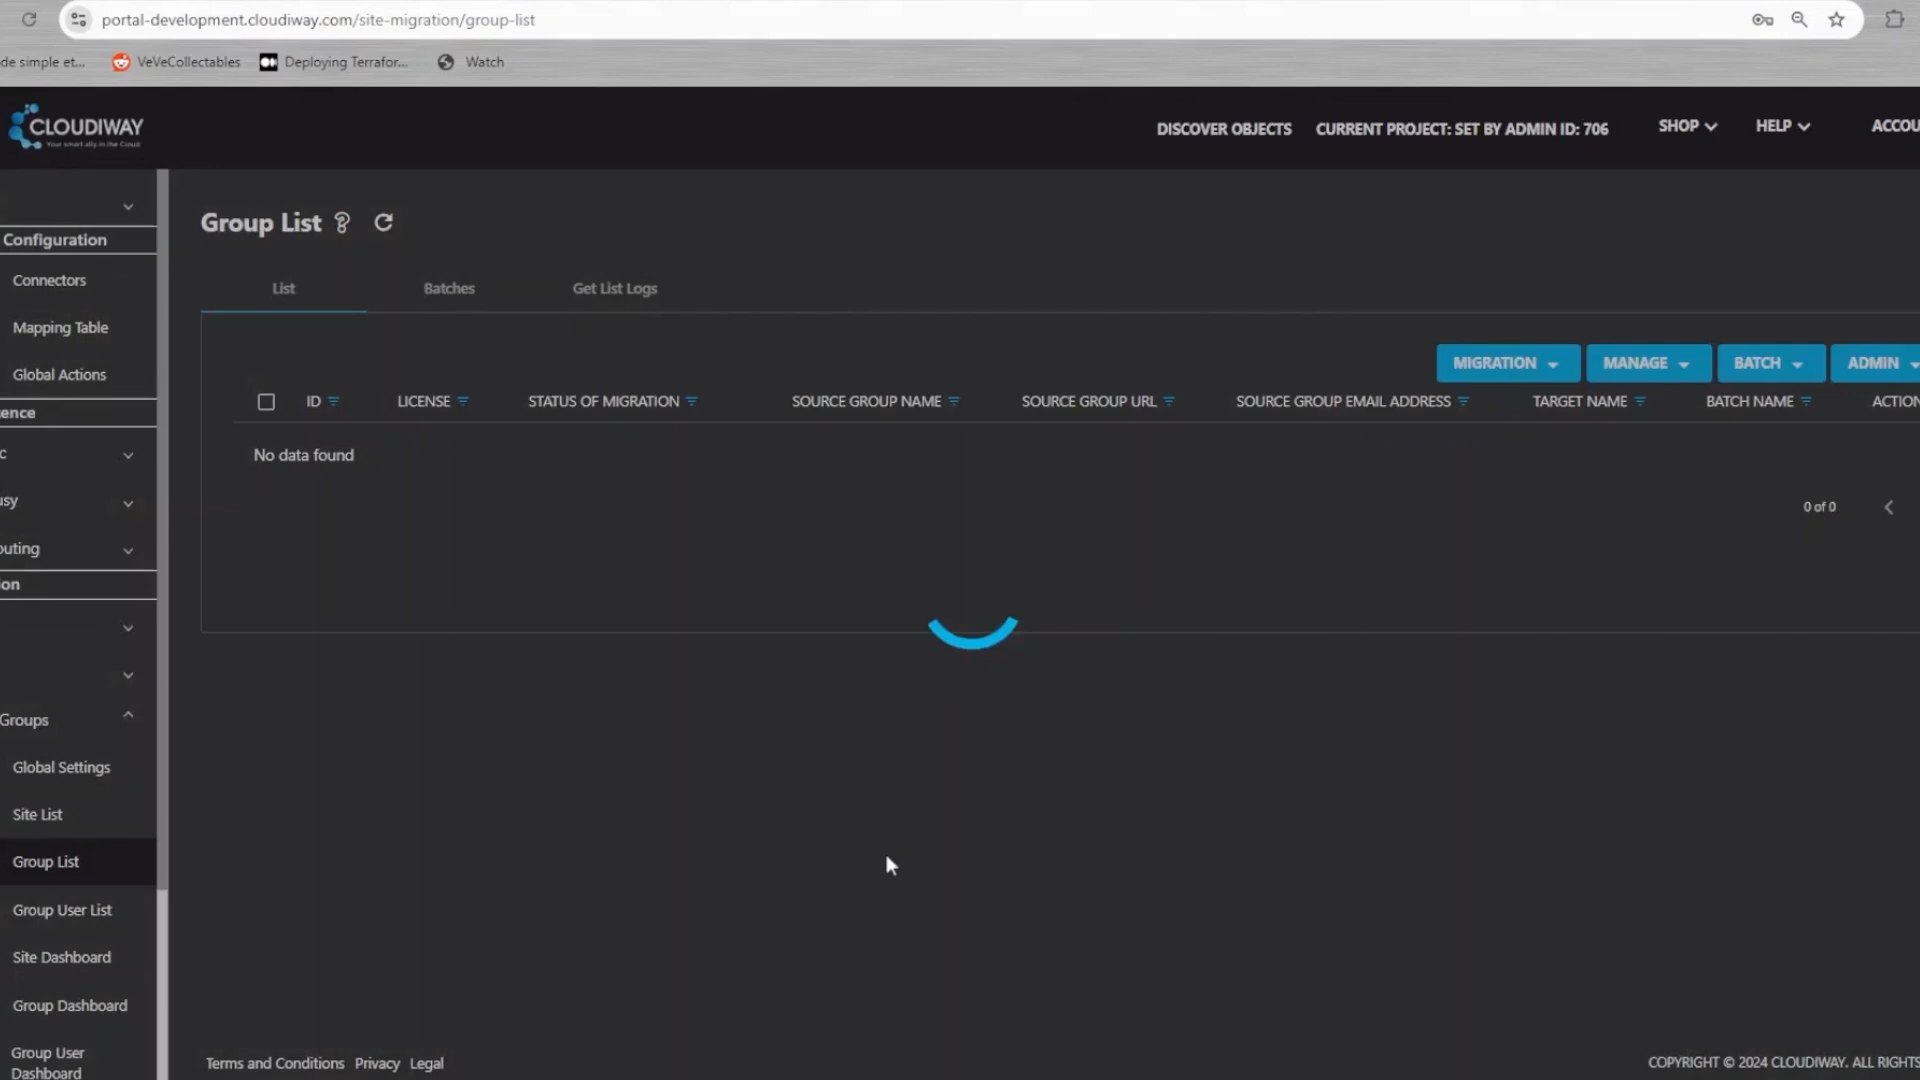 portal-development.cloudiway.com/site-migration/group-list
de simple et... VeVeCollectables Deploying Terrafor... Watch
CLOUDIWAY
Your smart ally in the Cloud
DISCOVER OBJECTS CURRENT PROJECT: SET BY ADMIN ID: 706 SHOP HELP ACCOU
Configuration
Connectors
Mapping Table
Global Actions
tence
c
usy
outing
ion
Groups
Global Settings
Site List
Group List
Group User List
Site Dashboard
Group Dashboard
Group User
Dashboard
Group List ?
List Batches Get List Logs
MIGRATION MANAGE BATCH ADMIN
ID LICENSE STATUS OF MIGRATION SOURCE GROUP NAME SOURCE GROUP URL SOURCE GROUP EMAIL ADDRESS TARGET NAME BATCH NAME ACTION
No data found
0 of 0
Terms and Conditions Privacy Legal
COPYRIGHT © 2024 CLOUDIWAY. ALL RIGHTS